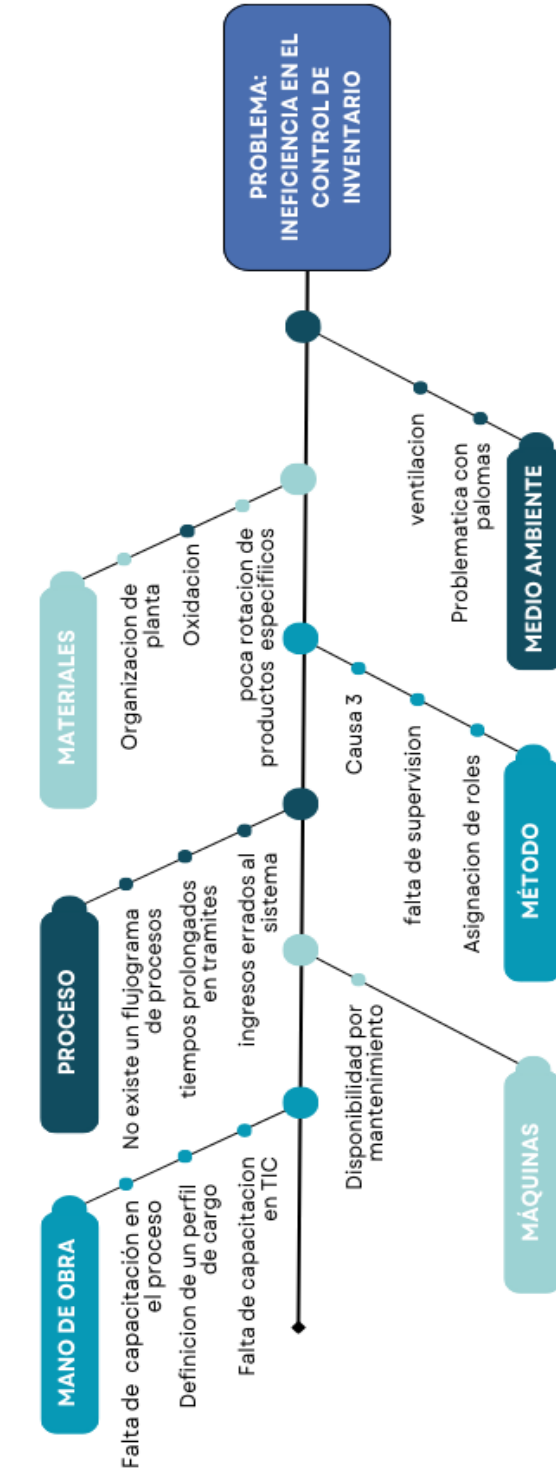 MANO DE OBRA
Falta de capacitación en
el proceso
Definicion de un perfil
de cargo
Falta de capacitacion
en TIC
PROCESO
No existe un flujograma
de procesos
tiempos prolongados
en tramites
ingresos errados al
sistema
MATERIALES
Organizacion de
planta
Oxidacion
poca rotacion de
productos especifiicos
PROBLEMA:
INEFICIENCIA EN EL
CONTROL DE
INVENTARIO
Disponibilidad por
mantenimiento
MÁQUINAS
Causa 3
falta de supervision
Asignacion de roles
MÉTODO
ventilacion
Problematica con
palomas
MEDIO AMBIENTE